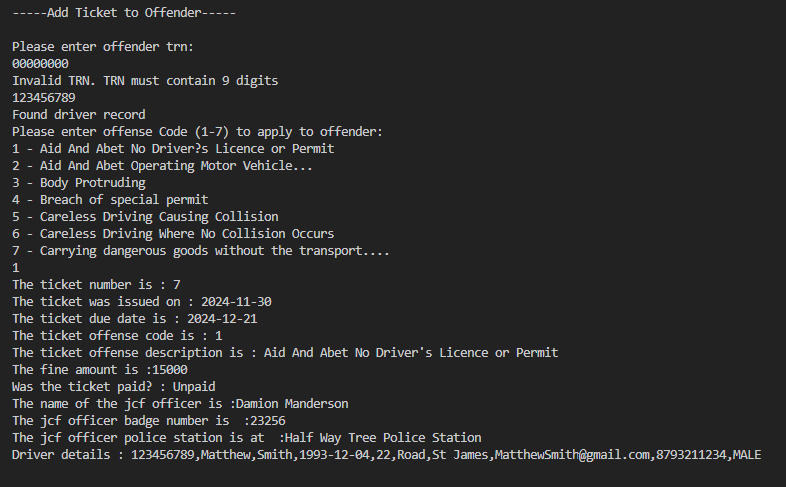 -----Add Ticket to Offender-----
Please enter offender trn:
00000000
Invalid TRN. TRN must contain 9 digits
123456789
Found driver record
Please enter offense Code (1-7) to apply to offender:
1 - Aid And Abet No Driver?s Licence or Permit
2 - Aid And Abet Operating Motor Vehicle...
3 - Body Protruding
4 - Breach of special permit
5 - Careless Driving Causing Collision
6 - Careless Driving Where No Collision Occurs
7 - Carrying dangerous goods without the transport....
1
The ticket number is : 7
The ticket was issued on : 2024-11-30
The ticket due date is : 2024-12-21
The ticket offense code is : 1
The ticket offense description is : Aid And Abet No Driver's Licence or Permit
The fine amount is :15000
Was the ticket paid? : Unpaid
The name of the jcf officer is :Damion Manderson
The jcf officer badge number is  :23256
The jcf officer police station is at  :Half Way Tree Police Station
Driver details : 123456789,Matthew,Smith,1993-12-04,22,Road,St James,MatthewSmith@gmail.com,8793211234,MALE